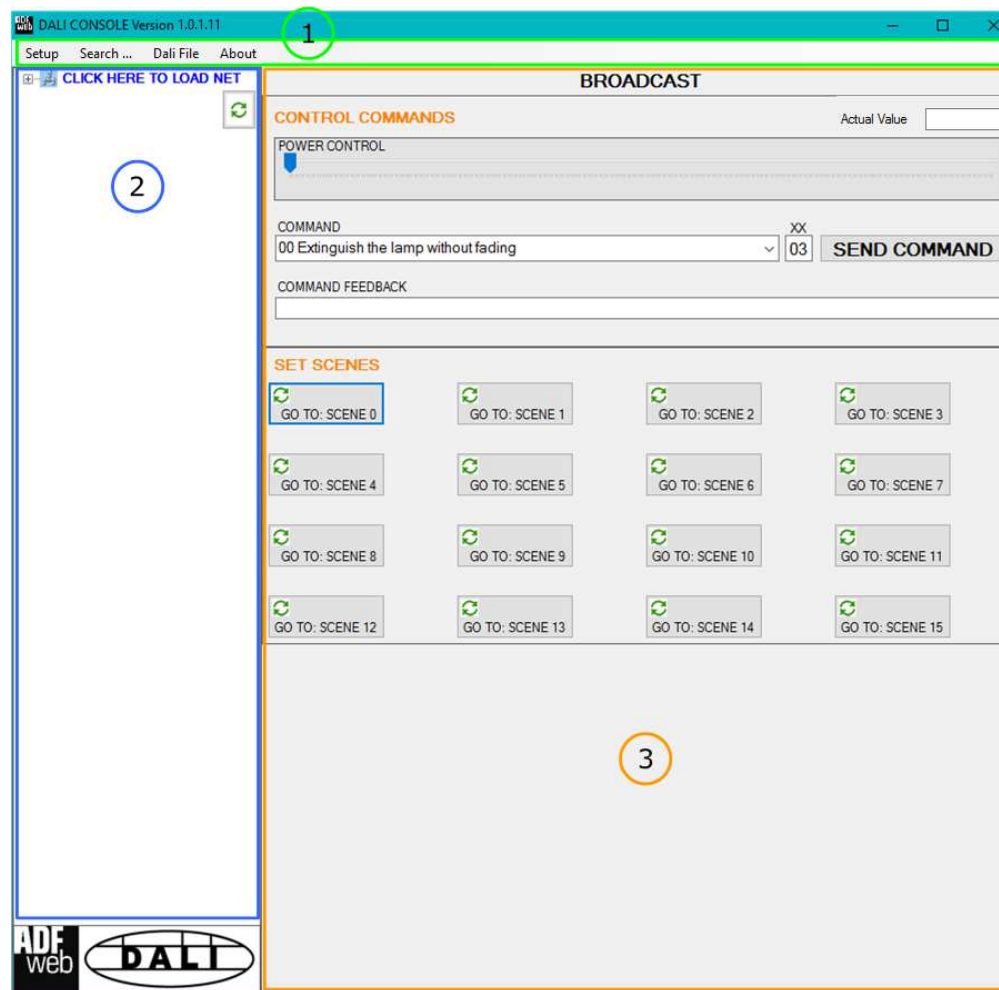 DALI CONSOLE Version 1.0.1.11
1
Setup Search ... Dali File About
CLICK HERE TO LOAD NET
2
BROADCAST
CONTROL COMMANDS
Actual Value
POWER CONTROL
COMMAND
XX
00 Extinguish the lamp without fading
03
SEND COMMAND
COMMAND FEEDBACK
SET SCENES
GO TO: SCENE 0
GO TO: SCENE 1
GO TO: SCENE 2
GO TO: SCENE 3
GO TO: SCENE 4
GO TO: SCENE 5
GO TO: SCENE 6
GO TO: SCENE 7
GO TO: SCENE 8
GO TO: SCENE 9
GO TO: SCENE 10
GO TO: SCENE 11
GO TO: SCENE 12
GO TO: SCENE 13
GO TO: SCENE 14
GO TO: SCENE 15
3
ADF
web
DALI